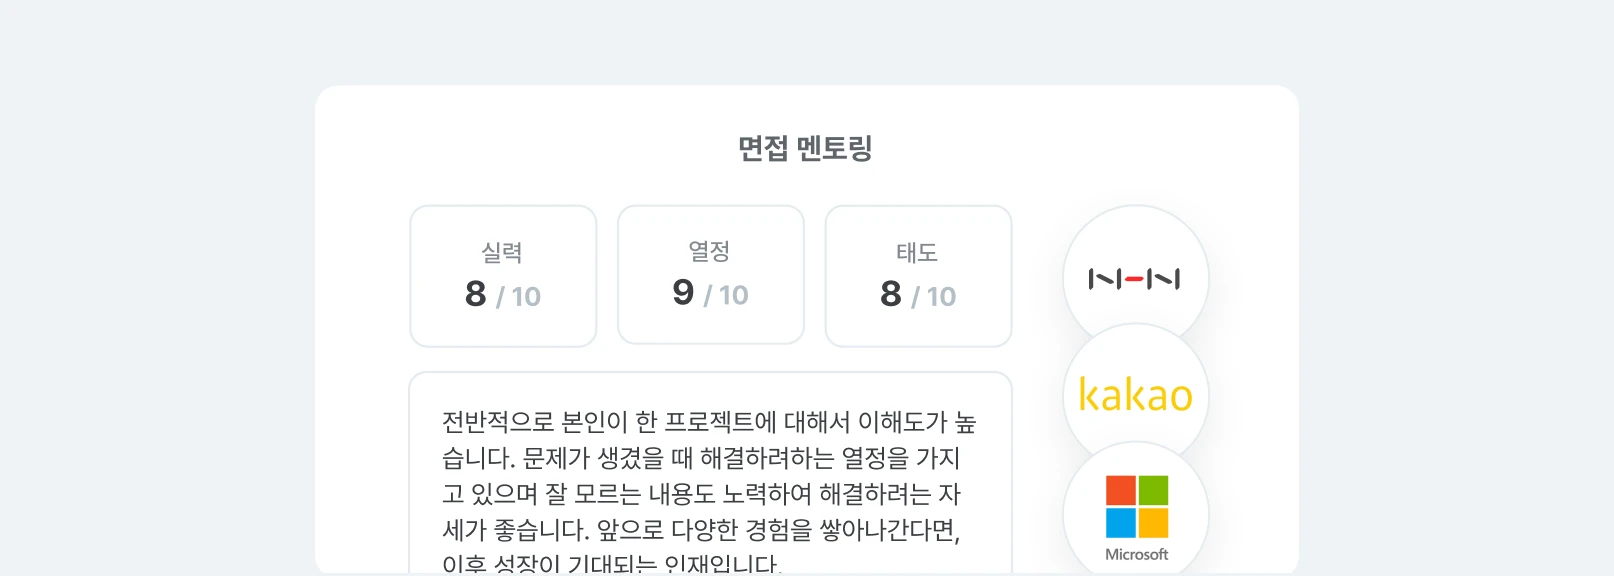 면접 멘토링
실력
8 / 10
열정
9 / 10
태도
8 / 10
NHN
kakao
Microsoft
전반적으로 본인이 한 프로젝트에 대해서 이해도가 높
습니다. 문제가 생겼을 때 해결하려하는 열정을 가지
고 있으며 잘 모르는 내용도 노력하여 해결하려는 자
세가 좋습니다. 앞으로 다양한 경험을 쌓아나간다면,
이후 성장이 기대되는 인재입니다.